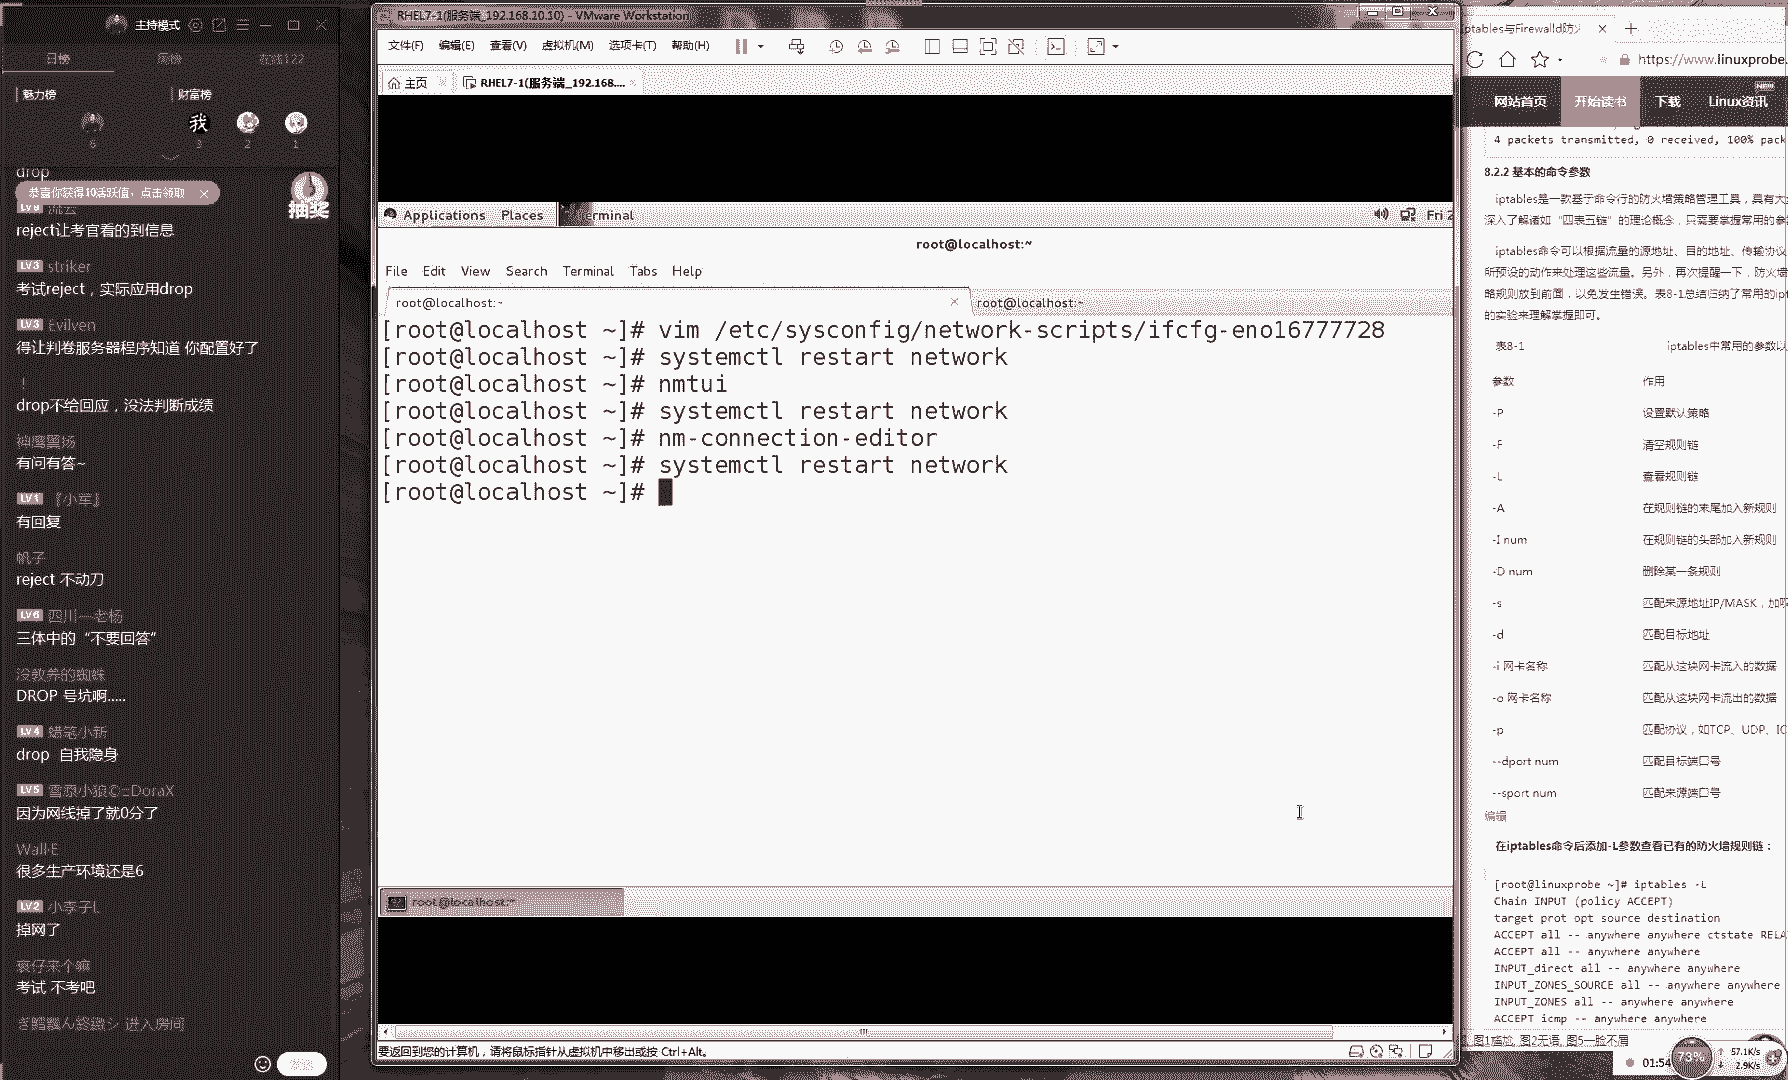 主持模式
日榜
在线122
魅力榜
财富榜
6
我
3
2
1
drop
恭喜你获得10活跃值，点击领取
抽奖
reject让考官看的到信息
LV3 striker
考试reject，实际应用drop
LV3 Evilven
得让判卷服务器程序知道 你配置好了
!
drop不给回应，没法判断成绩
神鹰翼扬
有问有答~
LV1 『小军』
有回复
帆子
reject 不动刀
LV6 四川—老杨
三体中的“不要回答”
没教养的蜘蛛
DROP 号坑啊.....
LV4 蜡笔小新
drop 自我隐身
LV5
因为网线掉了就0分了
Wall·E
很多生产环境还是6
LV2 小李子L
掉网了
考试 不考吧
进入房间
RHEL7-1(服务端_192.168.10.10) - VMware Workstation
文件(F) 编辑(E) 查看(V) 虚拟机(M) 选项卡(T) 帮助(H)
主页
RHEL7-1(服务端_192.168....
Applications Places
Fri 2
root@localhost:~
File Edit View Search Terminal Tabs Help
root@localhost:~
root@localhost:~
[root@localhost ~]# vim /etc/sysconfig/network-scripts/ifcfg-eno16777728
[root@localhost ~]# systemctl restart network
[root@localhost ~]# nmtui
[root@localhost ~]# systemctl restart network
[root@localhost ~]# nm-connection-editor
[root@localhost ~]# systemctl restart network
[root@localhost ~]#
root@localhost:~
要返回到您的计算机，请将鼠标指针从虚拟机中移出或按 Ctrl+Alt。
ptables与Firewalld防
https://www.linuxprobe.
网站首页 开始读书 下载 Linux资讯
NEW
4 packets transmitted, 0 received, 100% pack
8.2.2 基本的命令参数
iptables是一款基于命令行的防火墙策略管理工具，具有大
深入了解诸如“四表五链”的理论概念，只需要掌握常用的参
iptables命令可以根据流量的源地址、目的地址、传输协议
所预设的动作来处理这些流量。另外，再次提醒一下，防火墙
略规则放到前面，以免发生错误。表8-1总结归纳了常用的ipt
的实验来理解掌握即可。
表8-1 iptables中常用的参数以
参数 作用
-P 设置默认策略
-F 清空规则链
-L 查看规则链
-A 在规则链的末尾加入新规则
-I num 在规则链的头部加入新规则
-D num 删除某一条规则
-s 匹配来源地址IP/MASK，加
-d 匹配目标地址
-i 网卡名称 匹配从这块网卡流入的数据
-o 网卡名称 匹配从这块网卡流出的数据
-p 匹配协议，如TCP、UDP、IC
--dport num 匹配目标端口号
--sport num 匹配来源端口号
编辑
在iptables命令后添加-L参数查看已有的防火墙规则链：
[root@linuxprobe ~]# iptables -L
Chain INPUT (policy ACCEPT)
target prot opt source destination
ACCEPT all -- anywhere anywhere ctstate RELA
ACCEPT all -- anywhere anywhere
INPUT_direct all -- anywhere anywhere
INPUT_ZONES_SOURCE all -- anywhere anywhere
INPUT_ZONES all -- anywhere anywhere
ACCEPT icmp -- anywhere anywhere
图1尴尬, 图2无语, 图5一脸不屑
01:54
73%
57.1K/s
2.9K/s